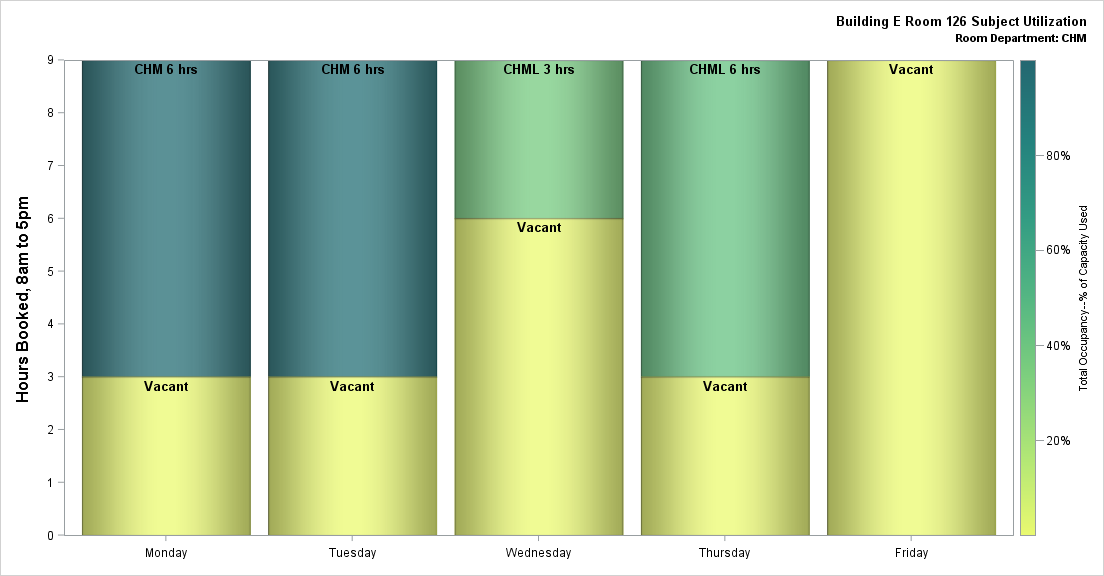 Building E Room 126 Subject Utilization
Room Department: CHM
Hours Booked, 8am to 5pm
9
8
7
6
5
4
3
2
1
0
CHM 6 hrs
Vacant
CHM 6 hrs
Vacant
CHML 3 hrs
Vacant
CHML 6 hrs
Vacant
Vacant
Monday
Tuesday
Wednesday
Thursday
Friday
80%
60%
40%
20%
Total Occupancy--% of Capacity Used